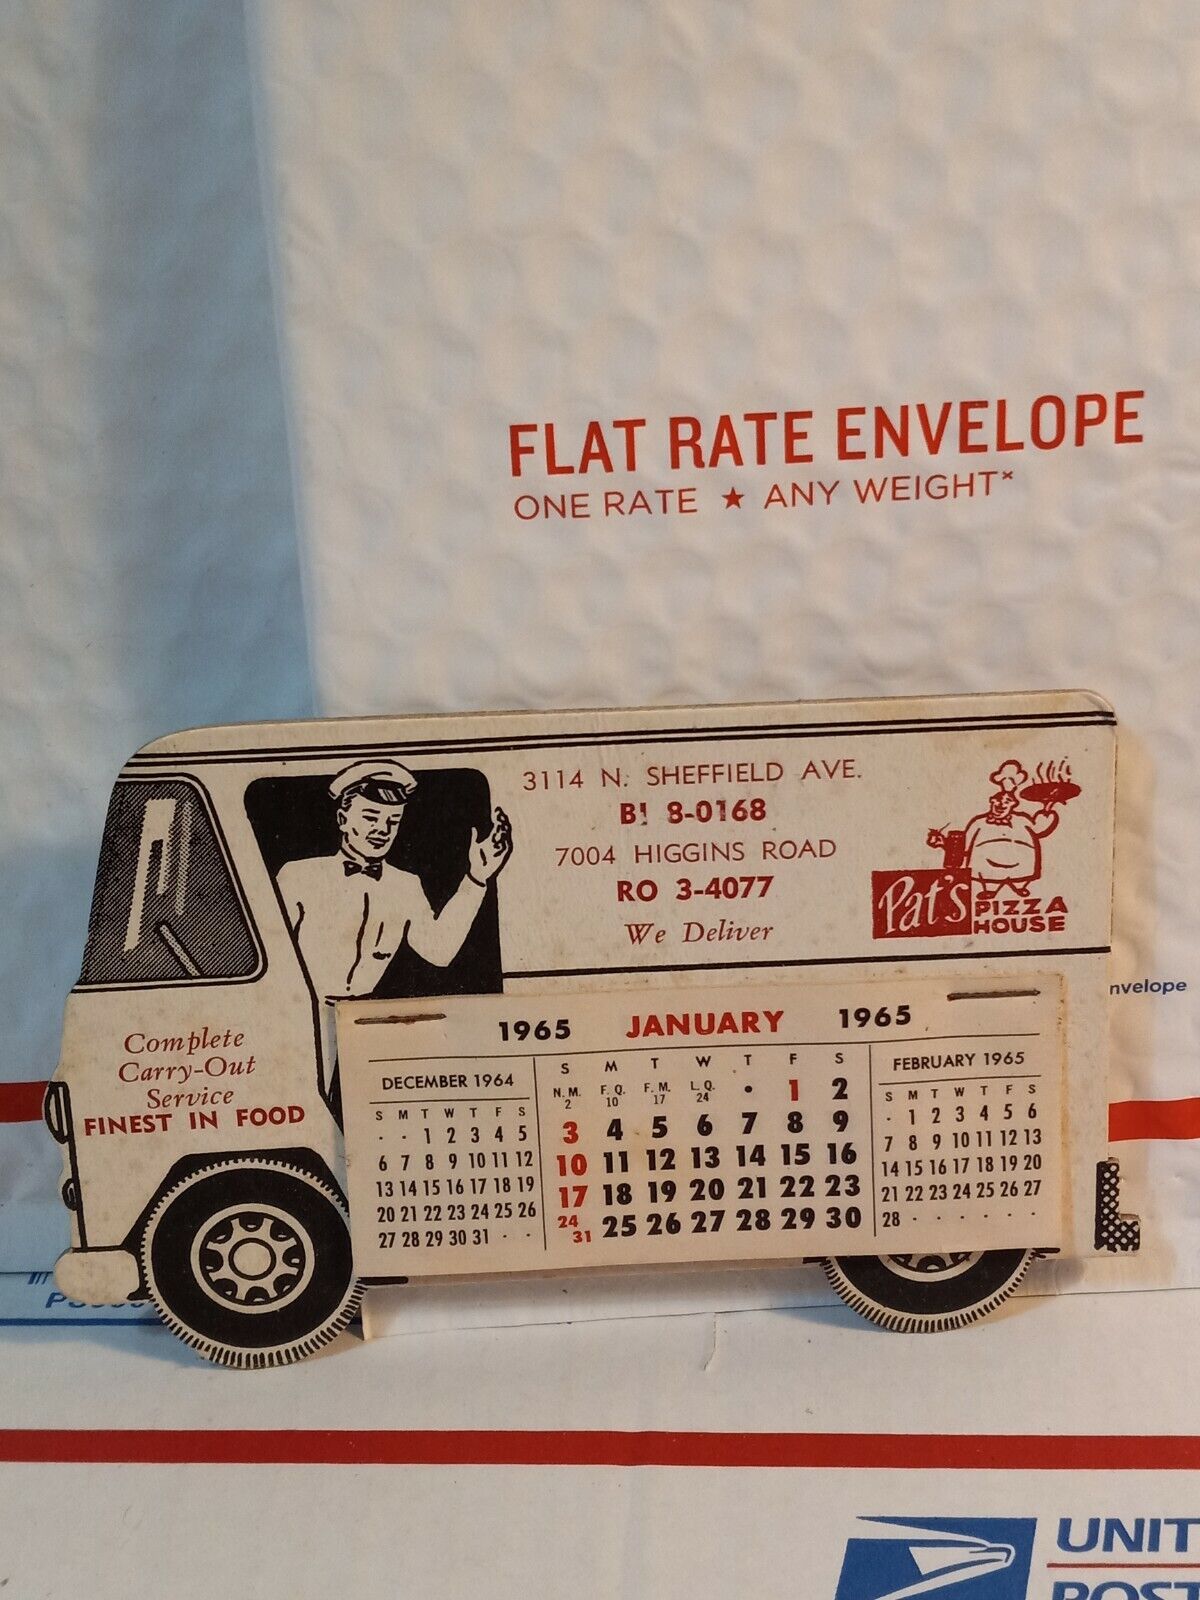 FLAT RATE ENVELOPE
ONE RATE ★ ANY WEIGHT*
3114 N. SHEFFIELD AVE.
BI 8-0168
7004 HIGGINS ROAD
RO 3-4077
We Deliver
Pat's
PIZZA
HOUSE
Complete
Carry-Out
Service
FINEST IN FOOD
nvelope
1965 JANUARY 1965
DECEMBER 1964
S M T W T F S
· · 1 2 3 4 5
6 7 8 9 10 11 12
13 14 15 16 17 18 19
20 21 22 23 24 25 26
27 28 29 30 31 · ·
S M T W T F S
N.M. 2 F.Q. 10 F.M. 17 L.Q. 24 • 1 2
3 4 5 6 7 8 9
10 11 12 13 14 15 16
17 18 19 20 21 22 23
24 31 25 26 27 28 29 30
FEBRUARY 1965
S M T W T F S
· 1 2 3 4 5 6
7 8 9 10 11 12 13
14 15 16 17 18 19 20
21 22 23 24 25 26 27
28 · · · · · ·
UNIT
POST